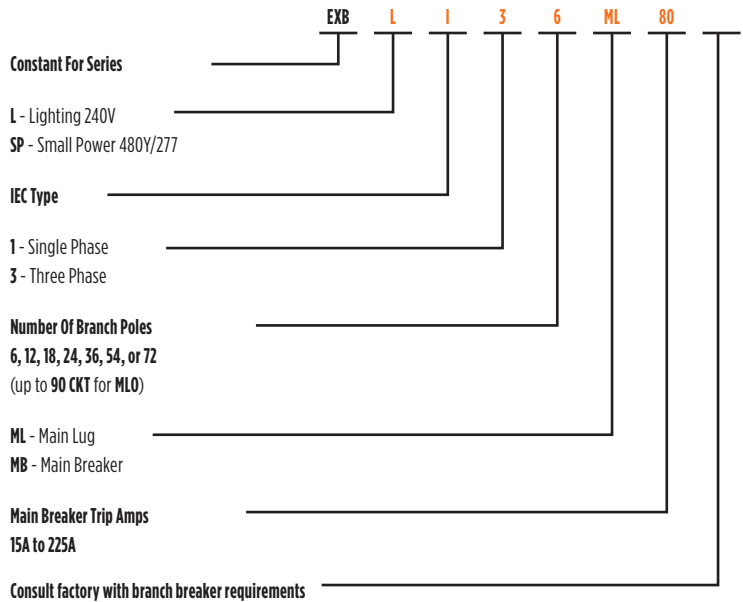 EXB L I 3 6 ML 80
Constant For Series
L - Lighting 240V
SP - Small Power 480Y/277
IEC Type
1 - Single Phase
3 - Three Phase
Number Of Branch Poles
6, 12, 18, 24, 36, 54, or 72
(up to 90 CKT for MLO)
ML - Main Lug
MB - Main Breaker
Main Breaker Trip Amps
15A to 225A
Consult factory with branch breaker requirements